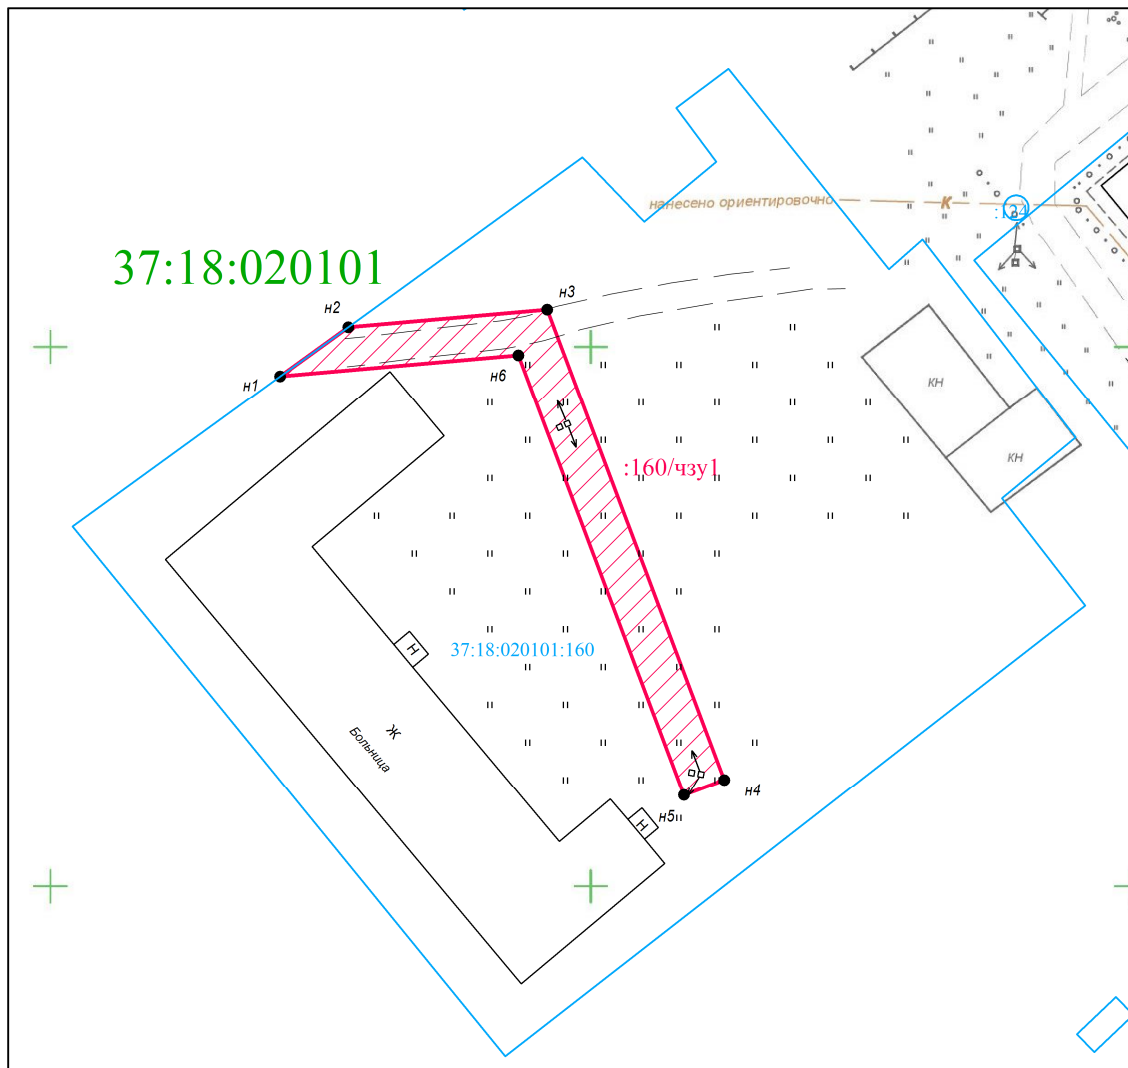 нанесено ориентировочно
К
:134
37:18:020101
н3
н2
н1
н6
КН
КН
:160/чзу1
Н
37:18:020101:160
Ж
Больница
н4
н5
Н